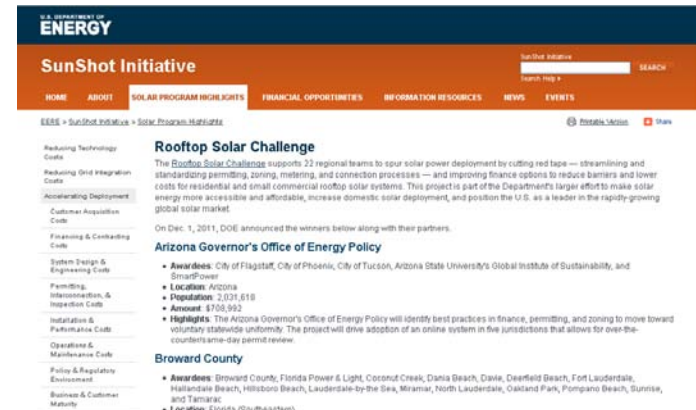 U.S. DEPARTMENT OF
ENERGY
SunShot Initiative
SunShot Initiative
SEARCH
Search Help
HOME ABOUT SOLAR PROGRAM HIGHLIGHTS FINANCIAL OPPORTUNITIES INFORMATION RESOURCES NEWS EVENTS
EERE » SunShot Initiative » Solar Program Highlights
Printable Version Share
Reducing Technology
Costs
Reducing Grid Integration
Costs
Accelerating Deployment
Customer Acquisition
Costs
Financing & Contracting
Costs
System Design &
Engineering Costs
Permitting,
Interconnection, &
Inspection Costs
Installation &
Performance Costs
Operations &
Maintenance Costs
Policy & Regulatory
Environment
Business & Customer
Maturity
Rooftop Solar Challenge
The Rooftop Solar Challenge supports 22 regional teams to spur solar power deployment by cutting red tape — streamlining and
standardizing permitting, zoning, metering, and connection processes — and improving finance options to reduce barriers and lower
costs for residential and small commercial rooftop solar systems. This project is part of the Department's larger effort to make solar
energy more accessible and affordable, increase domestic solar deployment, and position the U.S. as a leader in the rapidly-growing
global solar market.
On Dec. 1, 2011, DOE announced the winners below along with their partners.
Arizona Governor's Office of Energy Policy
• Awardees: City of Flagstaff, City of Phoenix, City of Tucson, Arizona State University's Global Institute of Sustainability, and
SmartPower
• Location: Arizona
• Population: 2,031,618
• Amount: $708,992
• Highlights: The Arizona Governor's Office of Energy Policy will identify best practices in finance, permitting, and zoning to move toward
voluntary statewide uniformity. The project will drive adoption of an online system in five jurisdictions that allows for over-the-
counter/same-day permit review.
Broward County
• Awardees: Broward County, Florida Power & Light, Coconut Creek, Dania Beach, Davie, Deerfield Beach, Fort Lauderdale,
Hallandale Beach, Hillsboro Beach, Lauderdale-by-the Sea, Miramar, North Lauderdale, Oakland Park, Pompano Beach, Sunrise,
and Tamarac
• Location: Florida (Southeastern)